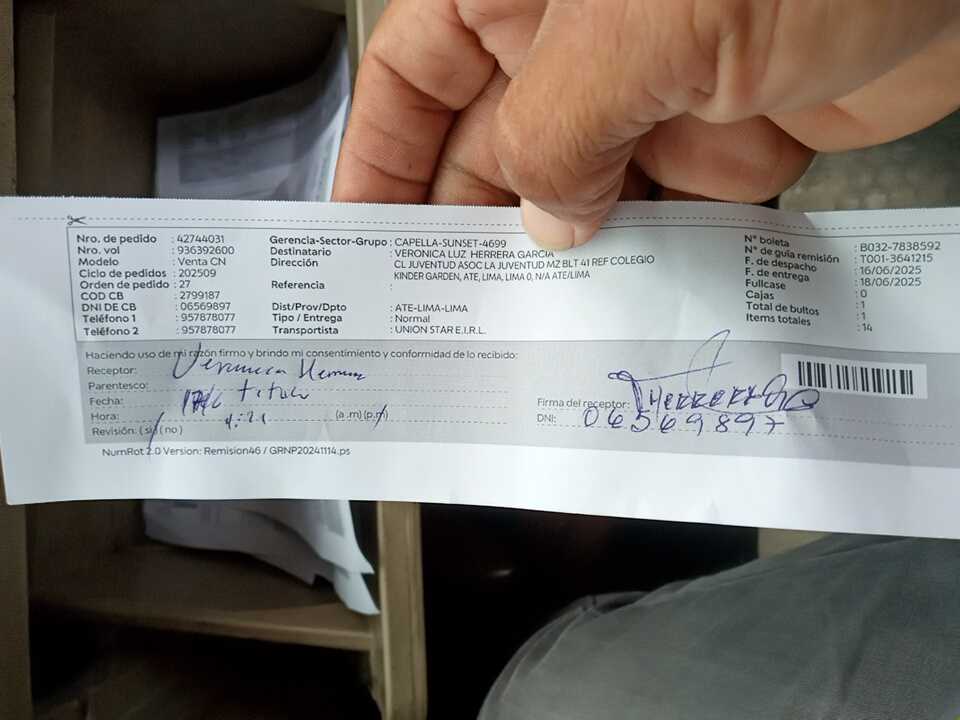 Nro. de pedido : 42744031
Nro. vol : 936392600
Modelo : Venta CN
Ciclo de pedidos : 202509
Orden de pedido : 27
COD CB : 2799187
DNI DE CB : 06569897
Teléfono 1 : 957878077
Teléfono 2 : 957878077
Gerencia-Sector-Grupo : CAPELLA-SUNSET-4699
Destinatario : VERONICA LUZ HERRERA GARCIA
Dirección : CL JUVENTUD ASOC LA JUVENTUD MZ BLT 41 REF COLEGIO
KINDER GARDEN, ATE, LIMA, LIMA 0, N/A ATE/LIMA
Referencia :
Dist/Prov/Dpto : ATE-LIMA-LIMA
Tipo / Entrega : Normal
Transportista : UNION STAR E.I.R.L.
N° boleta : B032-7838592
N° de guia remisión : T001-3641215
F. de despacho : 16/06/2025
F. de entrega : 18/06/2025
Fullcase : 0
Cajas : 1
Total de bultos : 1
Items totales : 14
Haciendo uso de mi razón firmo y brindo mi consentimiento y conformidad de lo recibido:
Receptor: Veronica Herrera
Parentesco: titular
Fecha:
Hora: (a.m)(p.m)
Revisión: (si)(no)
Firma del receptor: Herrera
DNI: 06569897
NumRot 2.0 Version: Remision46 / GRNP20241114.ps